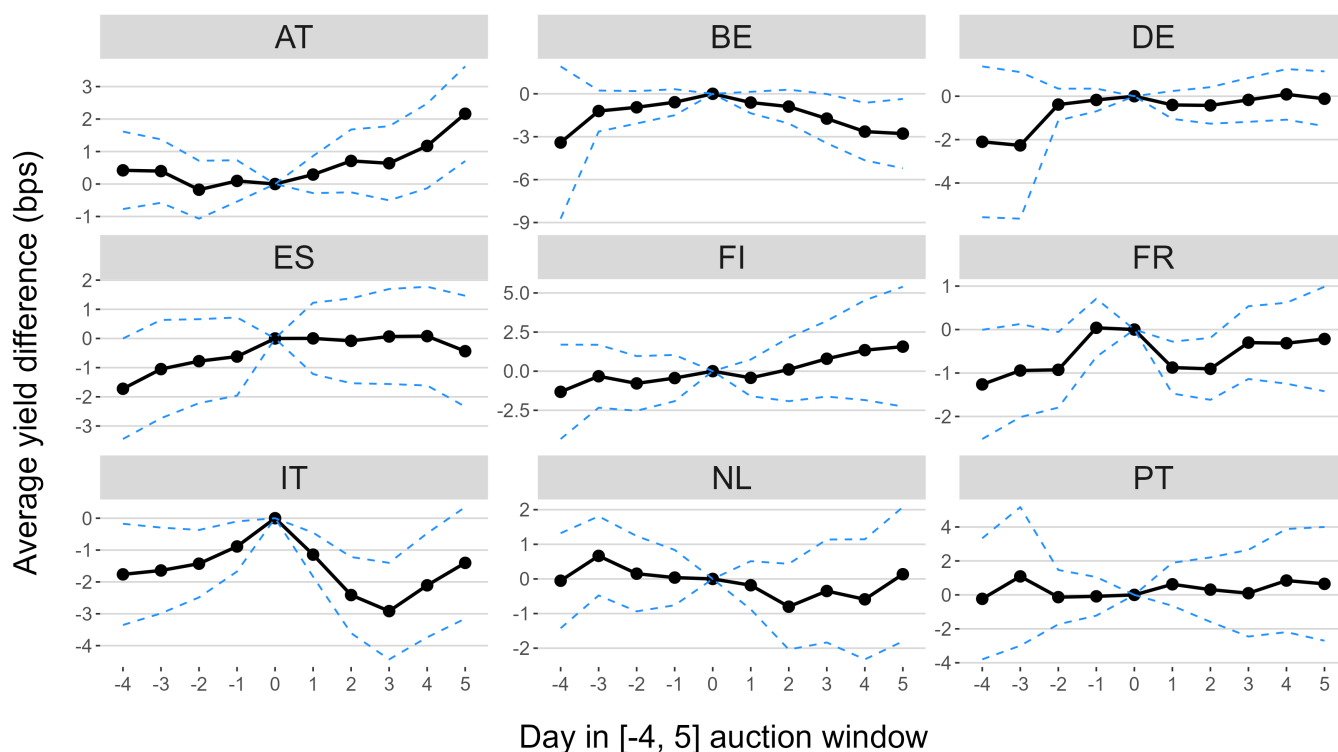 AT
BE
DE
3
2
1
0
-1
0
-3
-6
-9
0
-2
-4
ES
FI
FR
2
1
0
-1
-2
-3
5.0
2.5
0.0
-2.5
1
0
-1
-2
IT
NL
PT
0
-1
-2
-3
-4
2
1
0
-1
-2
4
2
0
-2
-4
-4 -3 -2 -1 0 1 2 3 4 5
-4 -3 -2 -1 0 1 2 3 4 5
-4 -3 -2 -1 0 1 2 3 4 5
Average yield difference (bps)
Day in [-4, 5] auction window